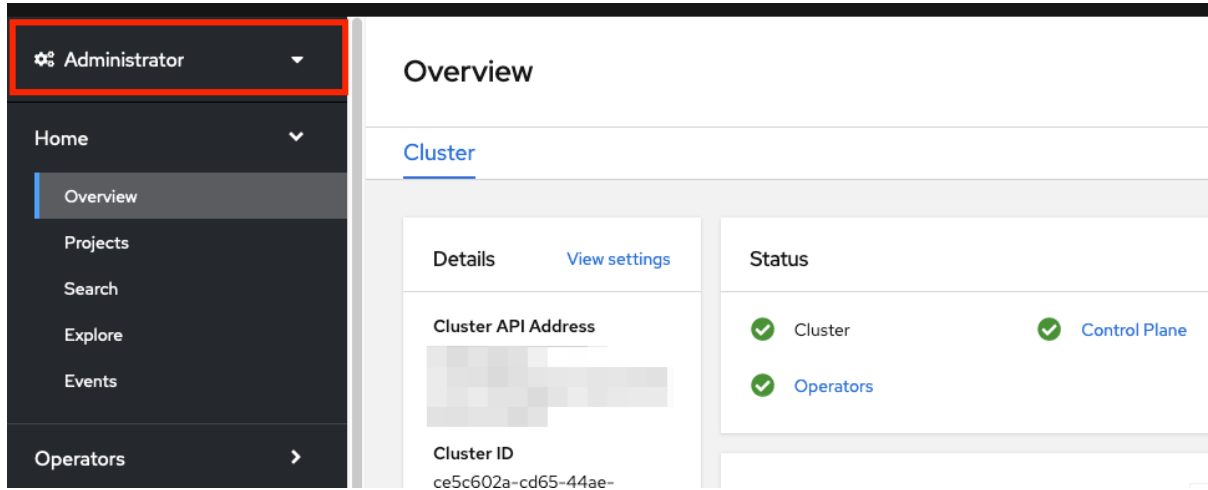 Administrator
Home
Overview
Projects
Search
Explore
Events
Operators
Overview
Cluster
Details
View settings
Cluster API Address
Cluster ID
ce5c602a-cd65-44ae-
Status
Cluster
Control Plane
Operators